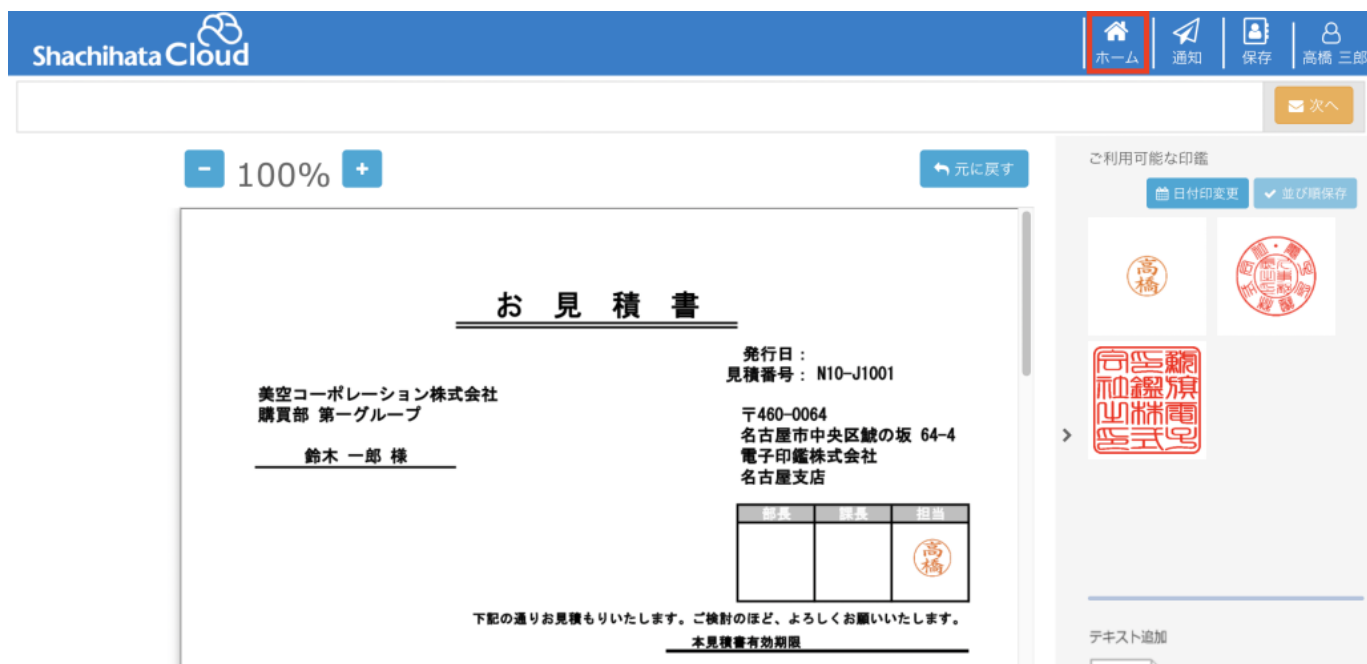 Shachihata Cloud
ホーム
通知
保存
高橋 三郎
次へ
- 100% +
元に戻す
お 見 積 書
発行日：
見積番号： N10-J1001
美空コーポレーション株式会社
購買部 第一グループ
鈴木 一郎 様
〒460-0064
名古屋市中央区鯱の坂 64-4
電子印鑑株式会社
名古屋支店
部長 課長 担当
高橋
下記の通りお見積もりいたします。ご検討のほど、よろしくお願いいたします。
本見積書有効期限
ご利用可能な印鑑
日付印変更
並び順保存
高橋
テキスト追加